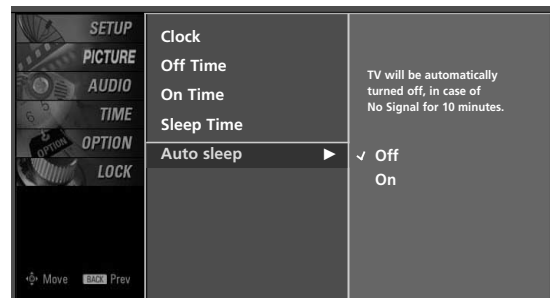 SETUP
PICTURE
AUDIO
TIME
OPTION
LOCK
Move BACK Prev
Clock
Off Time
On Time
Sleep Time
Auto sleep
TV will be automatically
turned off, in case of
No Signal for 10 minutes.
Off
On